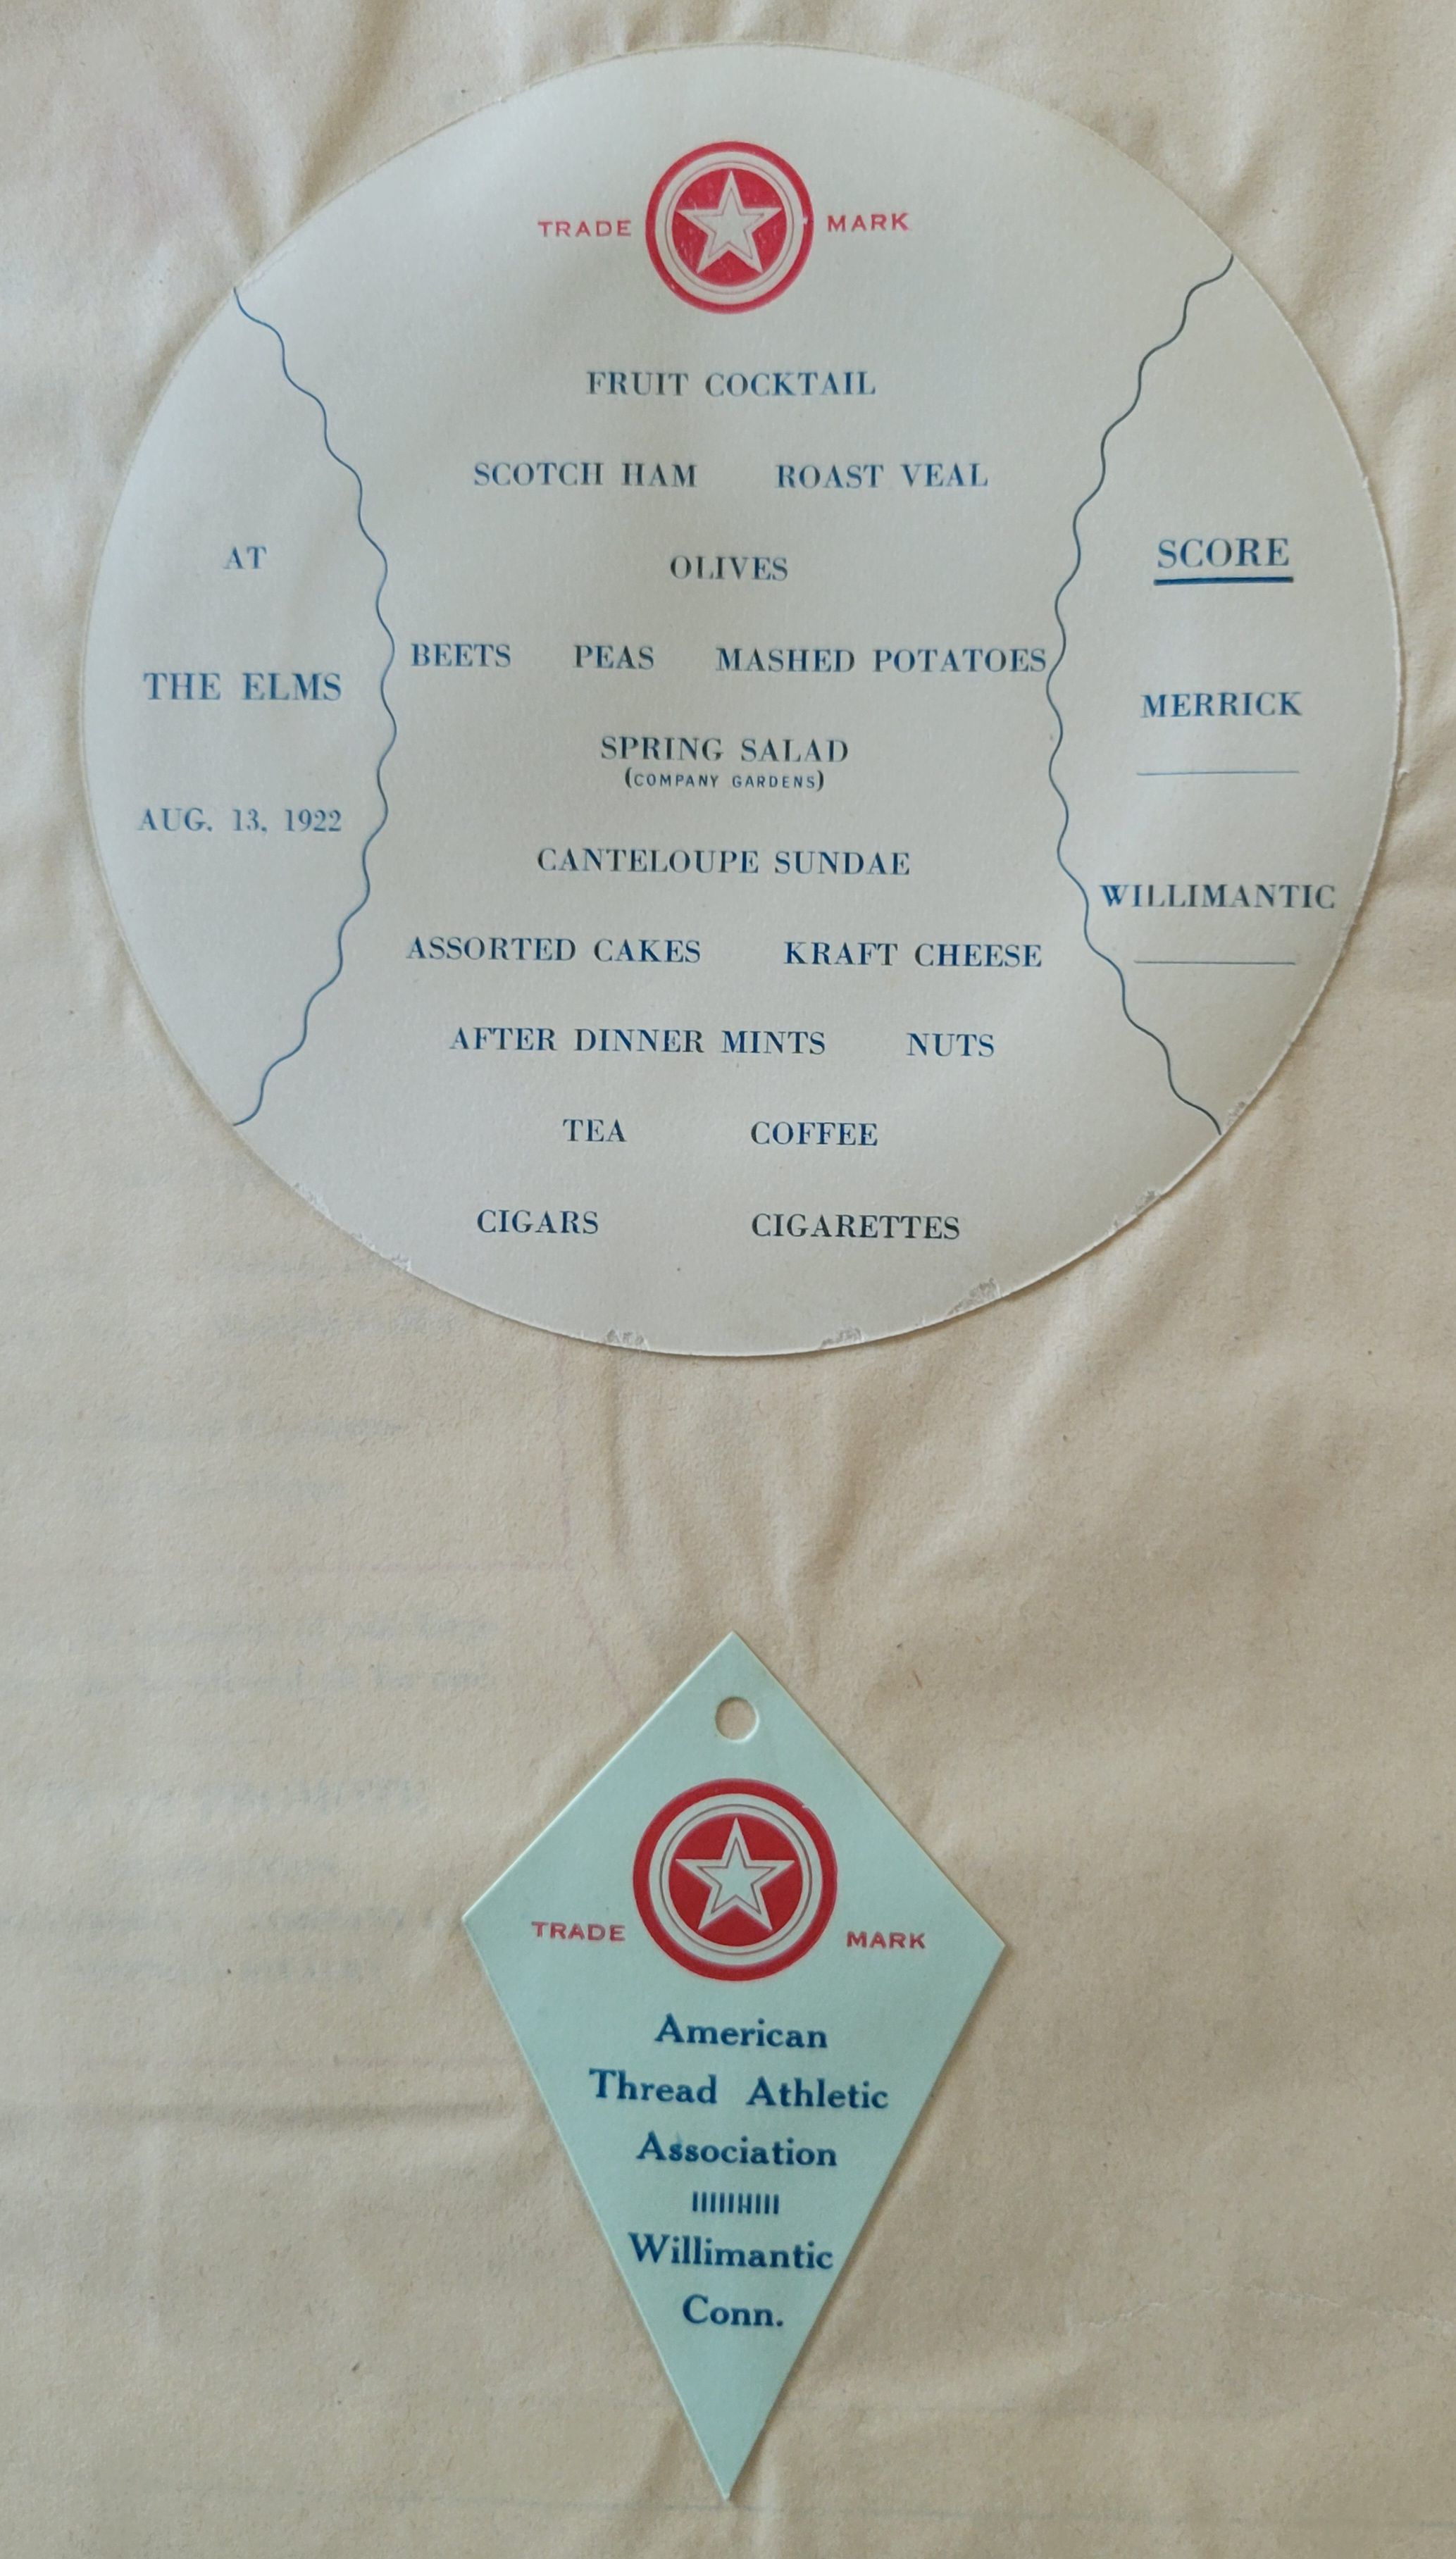 TRADE MARK
FRUIT COCKTAIL
SCOTCH HAM ROAST VEAL
OLIVES
BEETS PEAS MASHED POTATOES
SPRING SALAD
(COMPANY GARDENS)
CANTELOUPE SUNDAE
ASSORTED CAKES KRAFT CHEESE
AFTER DINNER MINTS NUTS
TEA COFFEE
CIGARS CIGARETTES
AT
THE ELMS
AUG. 13, 1922
SCORE
MERRICK
WILLIMANTIC
TRADE MARK
American
Thread Athletic
Association
Willimantic
Conn.